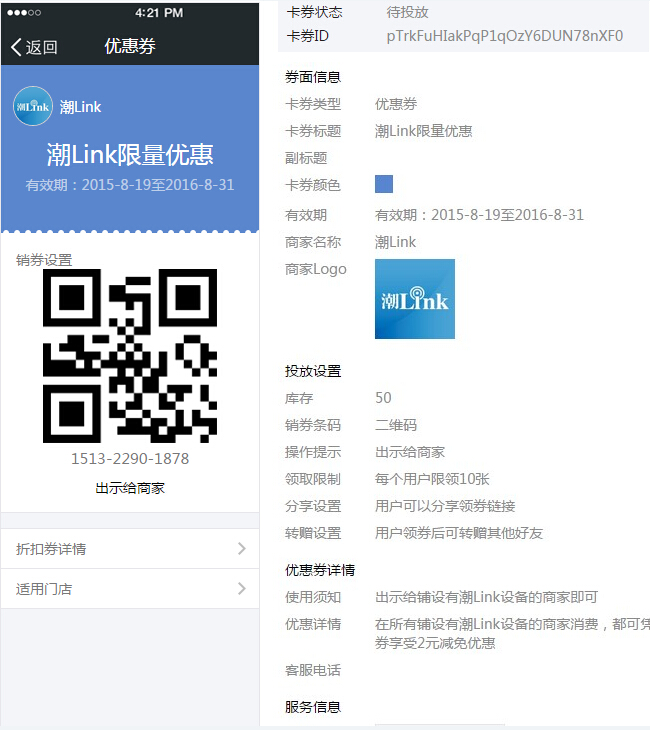 4:21 PM
返回
优惠券
潮Link
潮Link
潮Link限量优惠
有效期：2015-8-19至2016-8-31
销券设置
1513-2290-1878
出示给商家
折扣券详情
适用门店
卡券状态 待投放
卡券ID pTrkFuHIakPqP1qOzY6DUN78nXF0
券面信息
卡券类型 优惠券
卡券标题 潮Link限量优惠
副标题
卡券颜色
有效期 有效期：2015-8-19至2016-8-31
商家名称 潮Link
商家Logo
潮Link
投放设置
库存 50
销券条码 二维码
操作提示 出示给商家
领取限制 每个用户限领10张
分享设置 用户可以分享领券链接
转赠设置 用户领券后可转赠其他好友
优惠券详情
使用须知 出示给铺设有潮Link设备的商家即可
优惠详情 在所有铺设有潮Link设备的商家消费，都可凭
券享受2元减免优惠
客服电话
服务信息